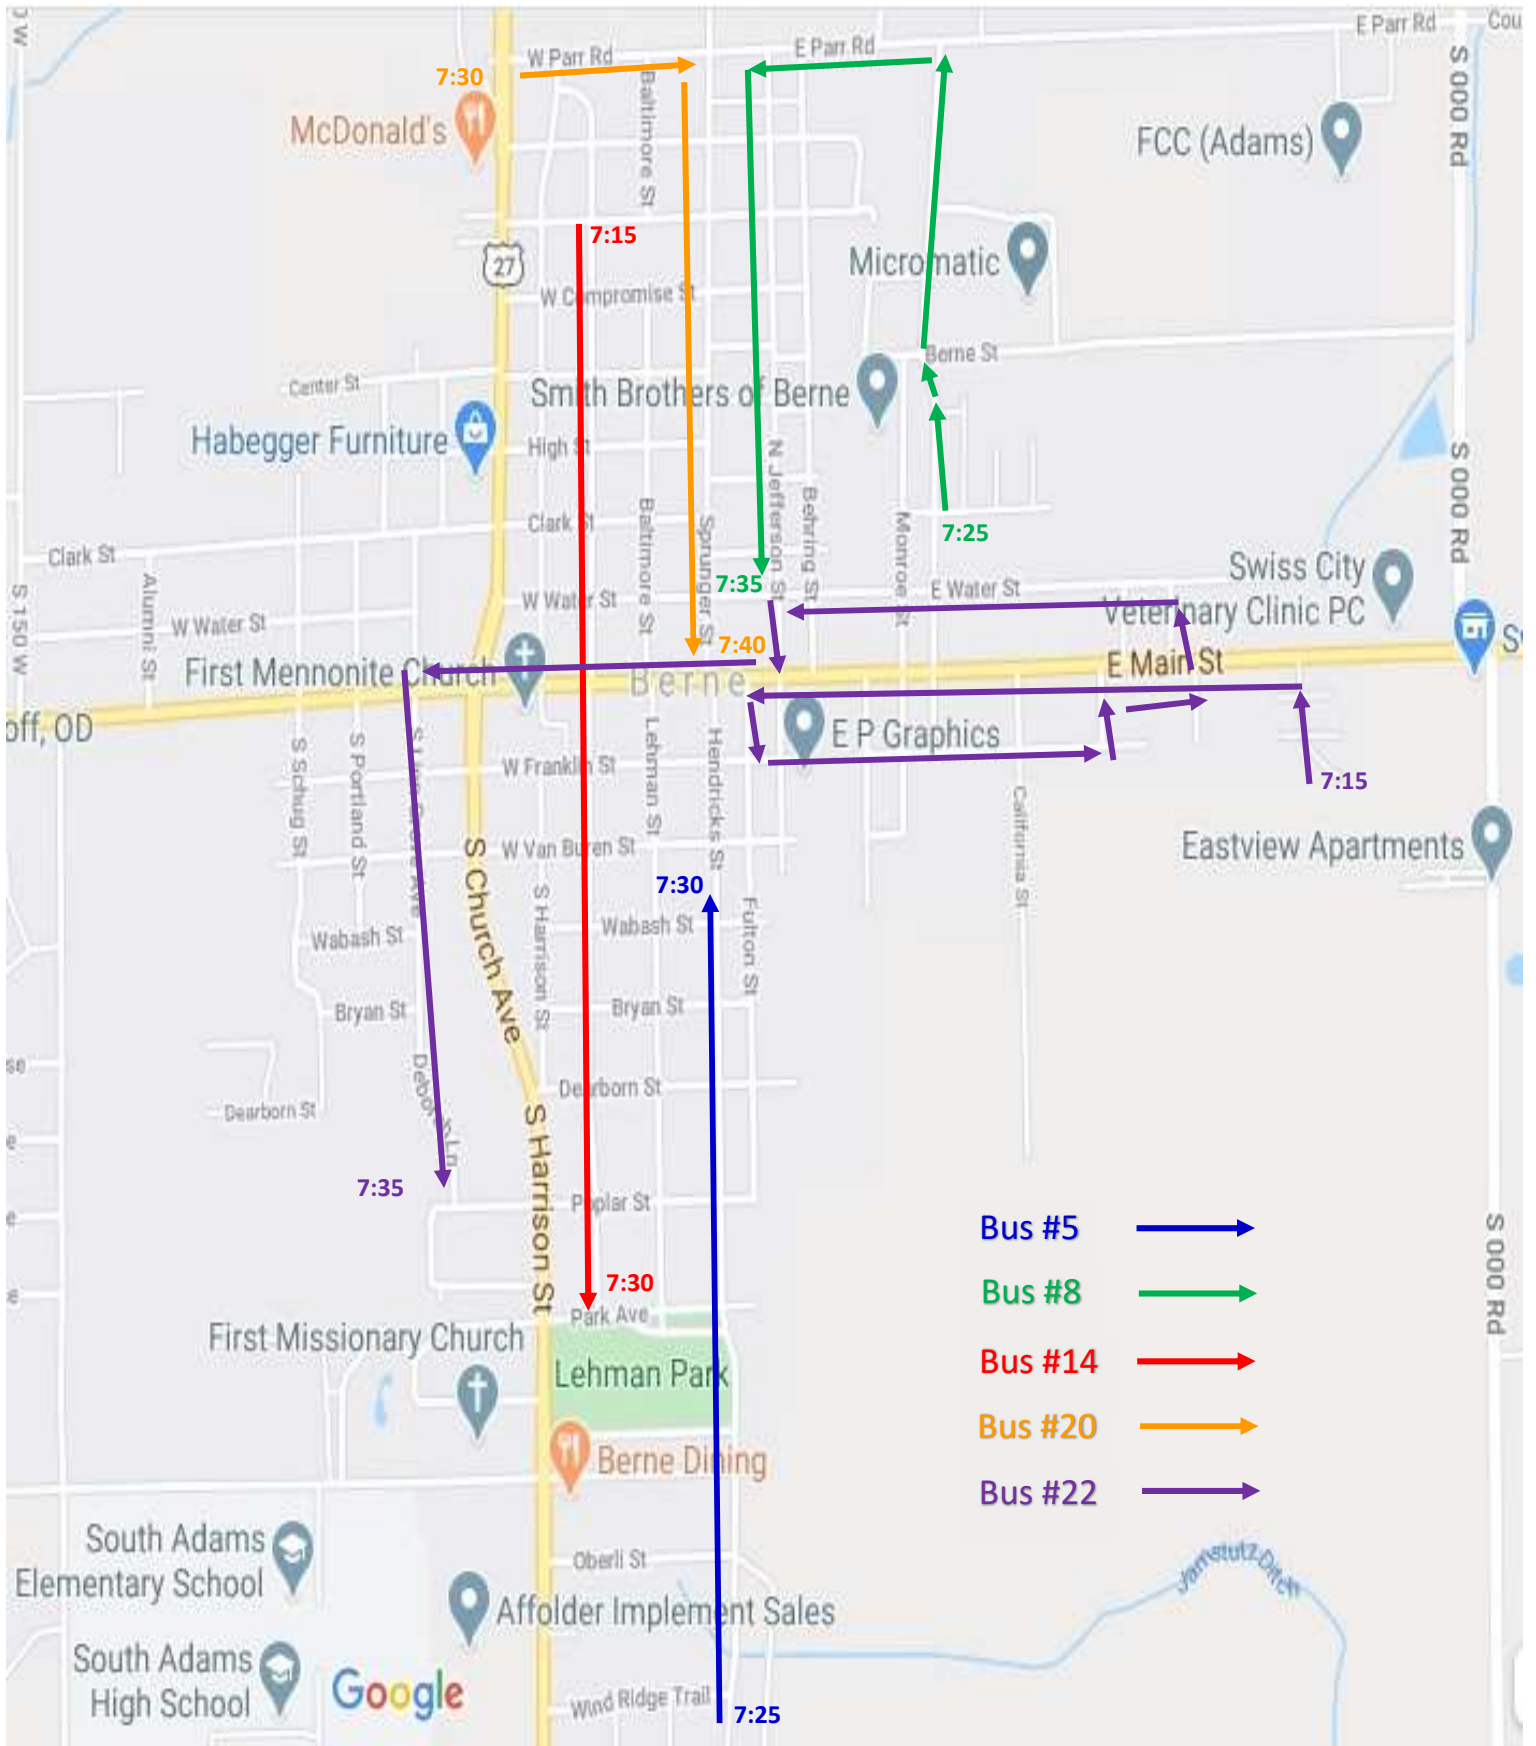 0 W
W Parr Rd
E Parr Rd
E Parr Rd
Cou
7:30
McDonald's
Baltimore St
S 000 Rd
FCC (Adams)
7:15
27
Micromatic
W Compromise St
Berne St
Center St
Smith Brothers of Berne
Habegger Furniture
High St
N Jefferson St
S 000 Rd
Behring St
Baltimore St
Sprunger St
Monroe St
Clark St
Clark St
7:25
Alumni St
S 150 W
7:35
E Water St
Swiss City
Veterinary Clinic PC
W Water St
W Water St
7:40
First Mennonite Church
Berne
E Main St
off, OD
S Schug St
S Portland St
Lehman St
Hendricks St
E P Graphics
W Franklin St
7:15
California St
S Church Ave
W Van Buren St
Eastview Apartments
7:30
S Harrison St
Fulton St
Wabash St
Wabash St
Bryan St
Bryan St
Dearborn St
Dearborn St
S Harrison St
7:35
Poplar St
Bus #5
S 000 Rd
7:30
Bus #8
Park Ave
First Missionary Church
Bus #14
Lehman Park
Bus #20
Berne Dining
Bus #22
South Adams
Elementary School
Oberli St
Jamstutz Ditch
Affolder Implement Sales
South Adams
High School
Google
Wind Ridge Trail
7:25